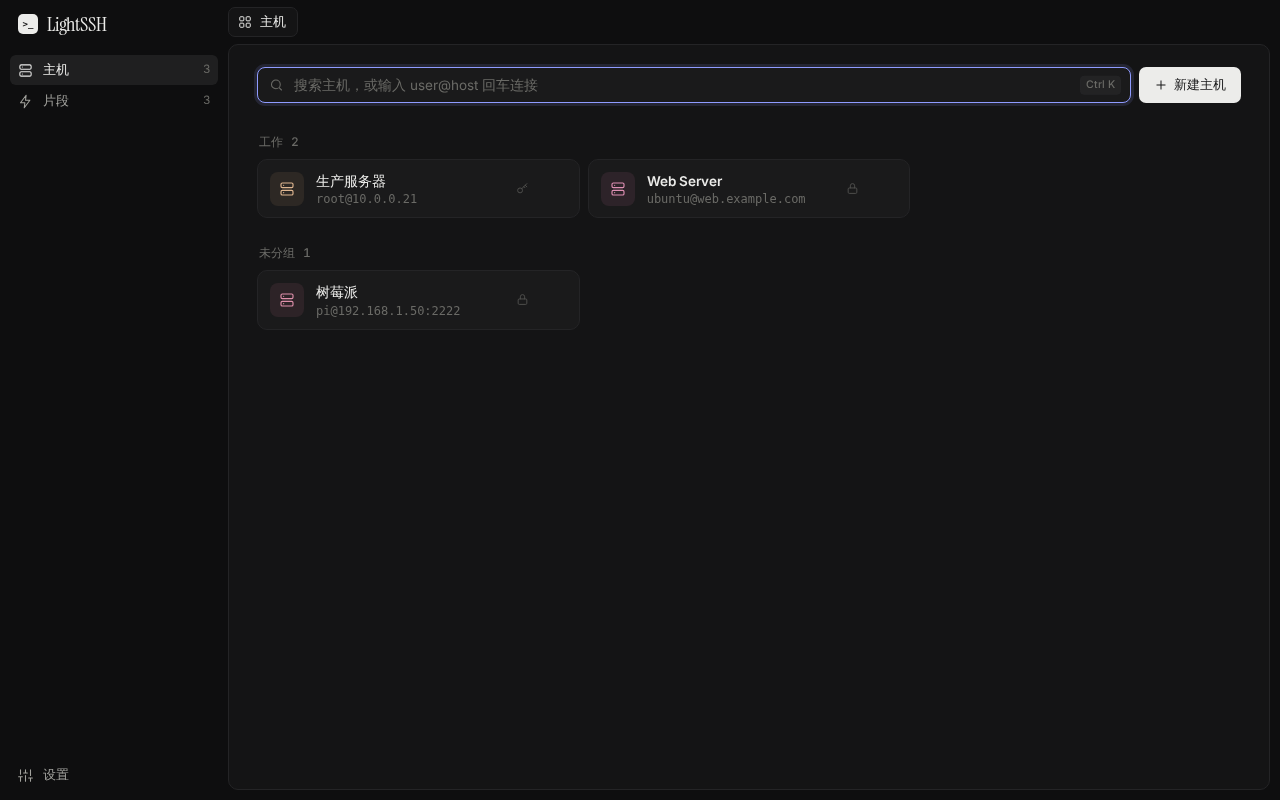 >_ LightSSH
主机
主机 3
片段 3
搜索主机，或输入 user@host 回车连接
Ctrl K
新建主机
工作 2
生产服务器
root@10.0.0.21
Web Server
ubuntu@web.example.com
未分组 1
树莓派
pi@192.168.1.50:2222
设置